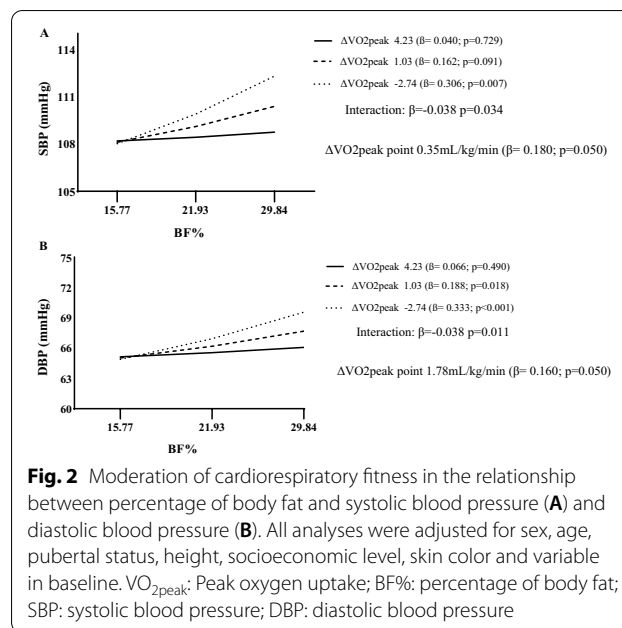 A
114
111
108
105
SBP (mmHg)
15.77 21.93 29.84
BF%
ΔVO2peak 4.23 (β= 0.040; p=0.729)
ΔVO2peak 1.03 (β= 0.162; p=0.091)
ΔVO2peak -2.74 (β= 0.306; p=0.007)
Interaction: β=-0.038 p=0.034
ΔVO2peak point 0.35mL/kg/min (β= 0.180; p=0.050)
B
75
72
69
66
63
60
DBP (mmHg)
15.77 21.93 29.84
BF%
ΔVO2peak 4.23 (β= 0.066; p=0.490)
ΔVO2peak 1.03 (β= 0.188; p=0.018)
ΔVO2peak -2.74 (β= 0.333; p<0.001)
Interaction: β=-0.038 p=0.011
ΔVO2peak point 1.78mL/kg/min (β= 0.160; p=0.050)
Fig. 2 Moderation of cardiorespiratory fitness in the relationship
between percentage of body fat and systolic blood pressure (A) and
diastolic blood pressure (B). All analyses were adjusted for sex, age,
pubertal status, height, socioeconomic level, skin color and variable
in baseline. VO2peak: Peak oxygen uptake; BF%: percentage of body fat;
SBP: systolic blood pressure; DBP: diastolic blood pressure